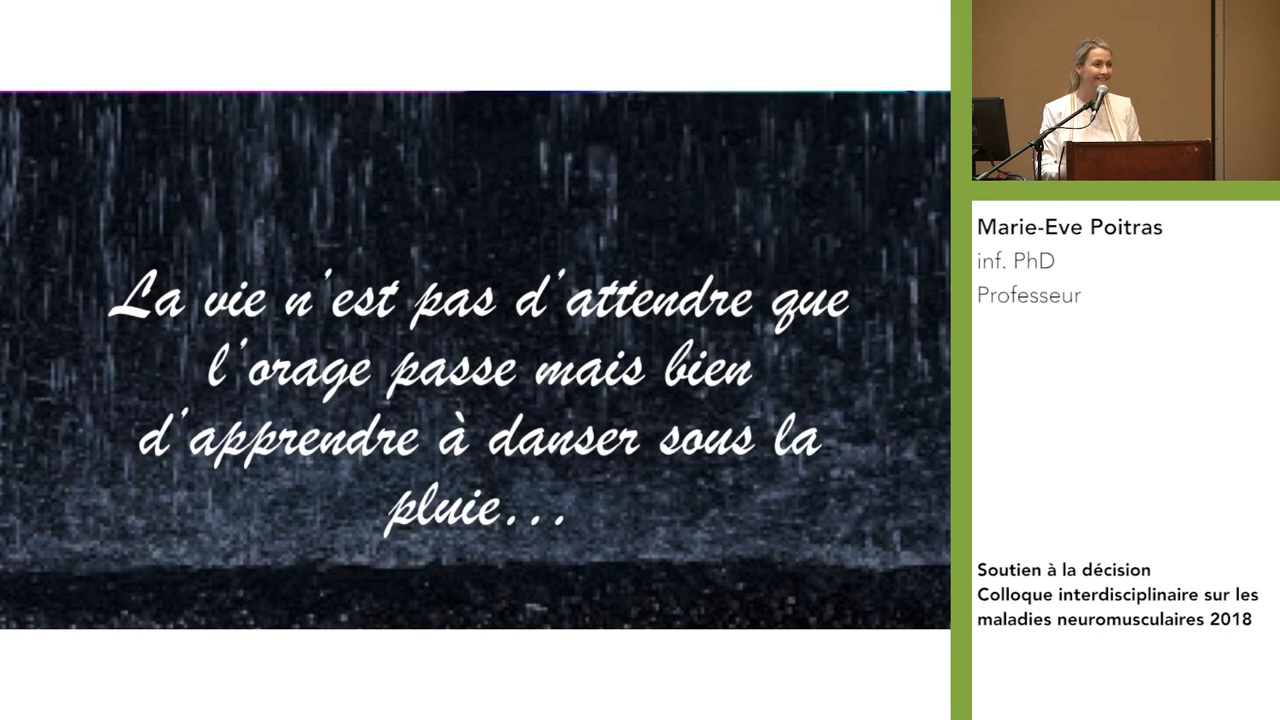 La vie n'est pas d'attendre que
l'orage passe mais bien
d'apprendre à danser sous la
pluie...
Marie-Eve Poitras
inf. PhD
Professeur
Soutien à la décision
Colloque interdisciplinaire sur les
maladies neuromusculaires 2018